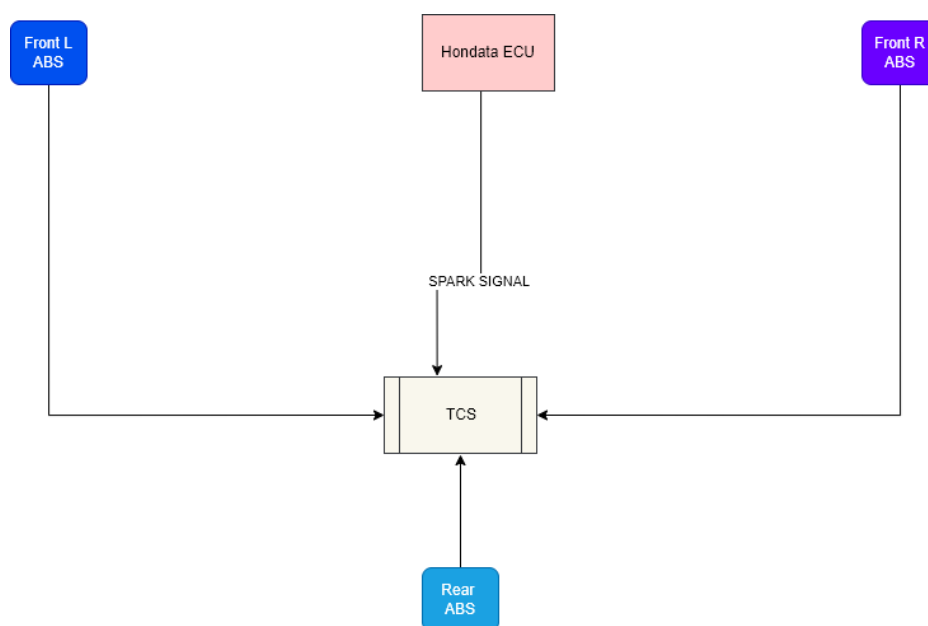 Front L
ABS
Hondata ECU
Front R
ABS
SPARK SIGNAL
TCS
Rear
ABS